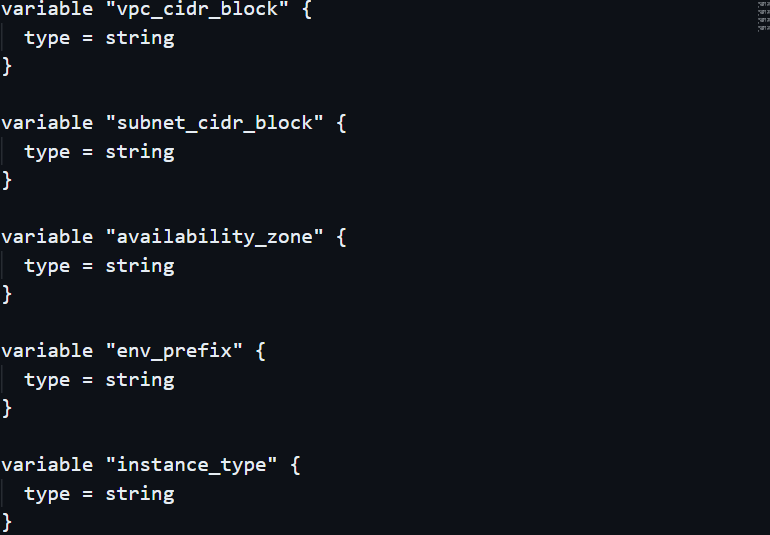 variable "vpc_cidr_block" {
  type = string
}

variable "subnet_cidr_block" {
  type = string
}

variable "availability_zone" {
  type = string
}

variable "env_prefix" {
  type = string
}

variable "instance_type" {
  type = string
}